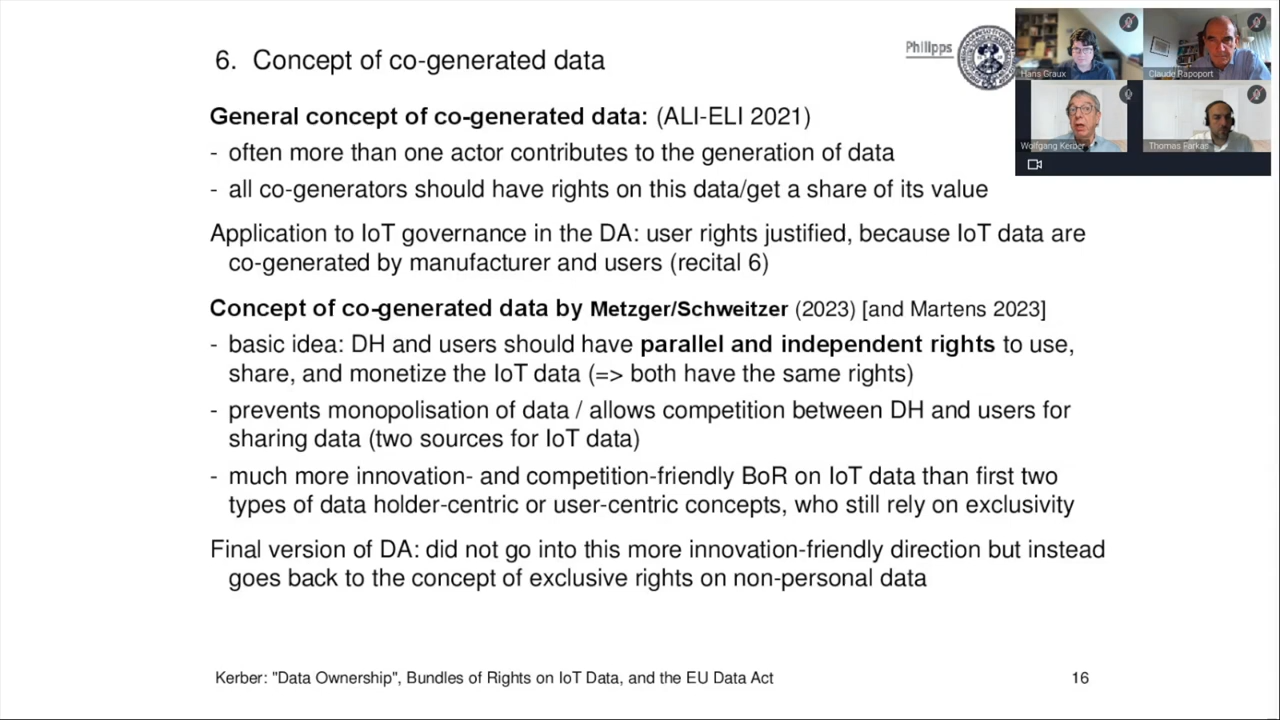 6. Concept of co-generated data
Philipps
Hans Graux
Claude Rapoport
Wolfgang Kerber
Thomas Farkas
General concept of co-generated data: (ALI-ELI 2021)
- often more than one actor contributes to the generation of data
- all co-generators should have rights on this data/get a share of its value
Application to IoT governance in the DA: user rights justified, because IoT data are
co-generated by manufacturer and users (recital 6)
Concept of co-generated data by Metzger/Schweitzer (2023) [and Martens 2023]
- basic idea: DH and users should have parallel and independent rights to use,
share, and monetize the IoT data (=> both have the same rights)
- prevents monopolisation of data / allows competition between DH and users for
sharing data (two sources for IoT data)
- much more innovation- and competition-friendly BoR on IoT data than first two
types of data holder-centric or user-centric concepts, who still rely on exclusivity
Final version of DA: did not go into this more innovation-friendly direction but instead
goes back to the concept of exclusive rights on non-personal data
Kerber: "Data Ownership", Bundles of Rights on IoT Data, and the EU Data Act
16